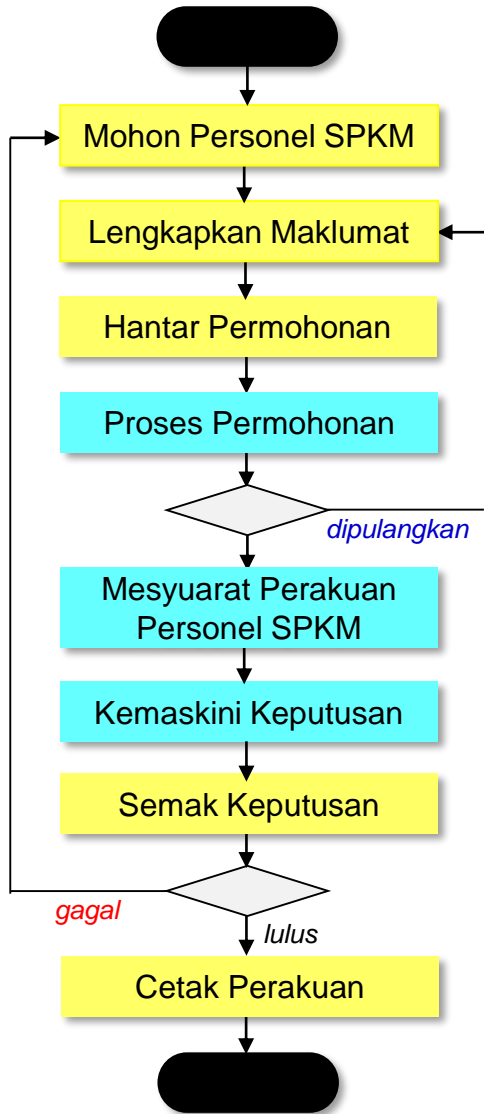 Mohon Personel SPKM
Lengkapkan Maklumat
Hantar Permohonan
Proses Permohonan
dipulangkan
Mesyuarat Perakuan
Personel SPKM
Kemaskini Keputusan
Semak Keputusan
gagal
lulus
Cetak Perakuan